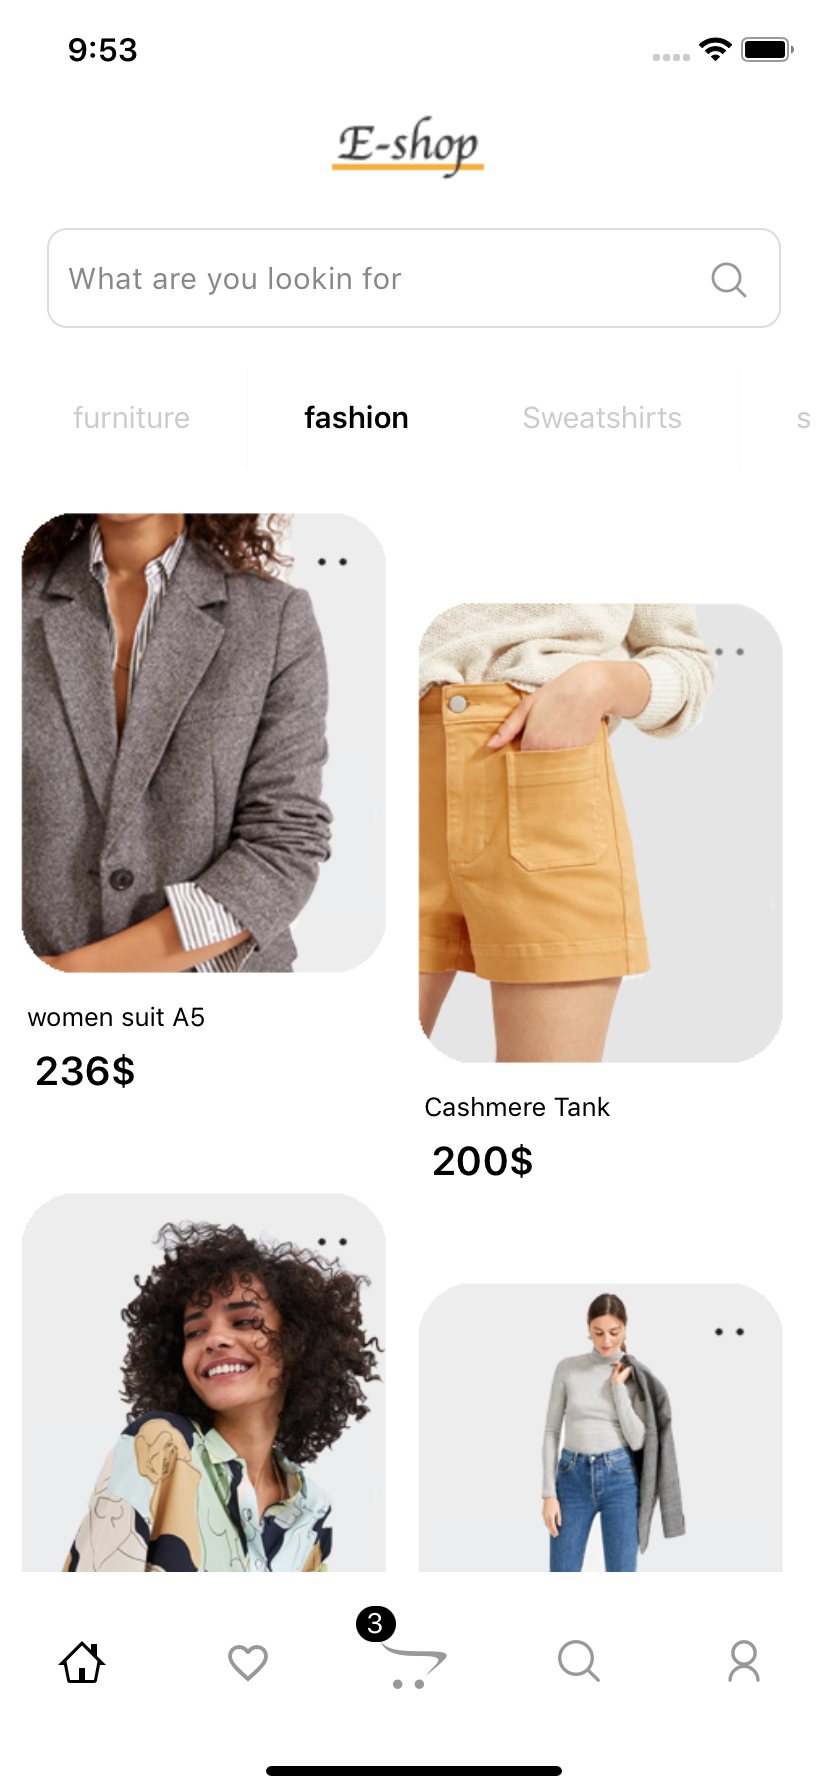 9:53
E-shop
What are you lookin for
furniture fashion Sweatshirts s
women suit A5
236$
Cashmere Tank
200$
3